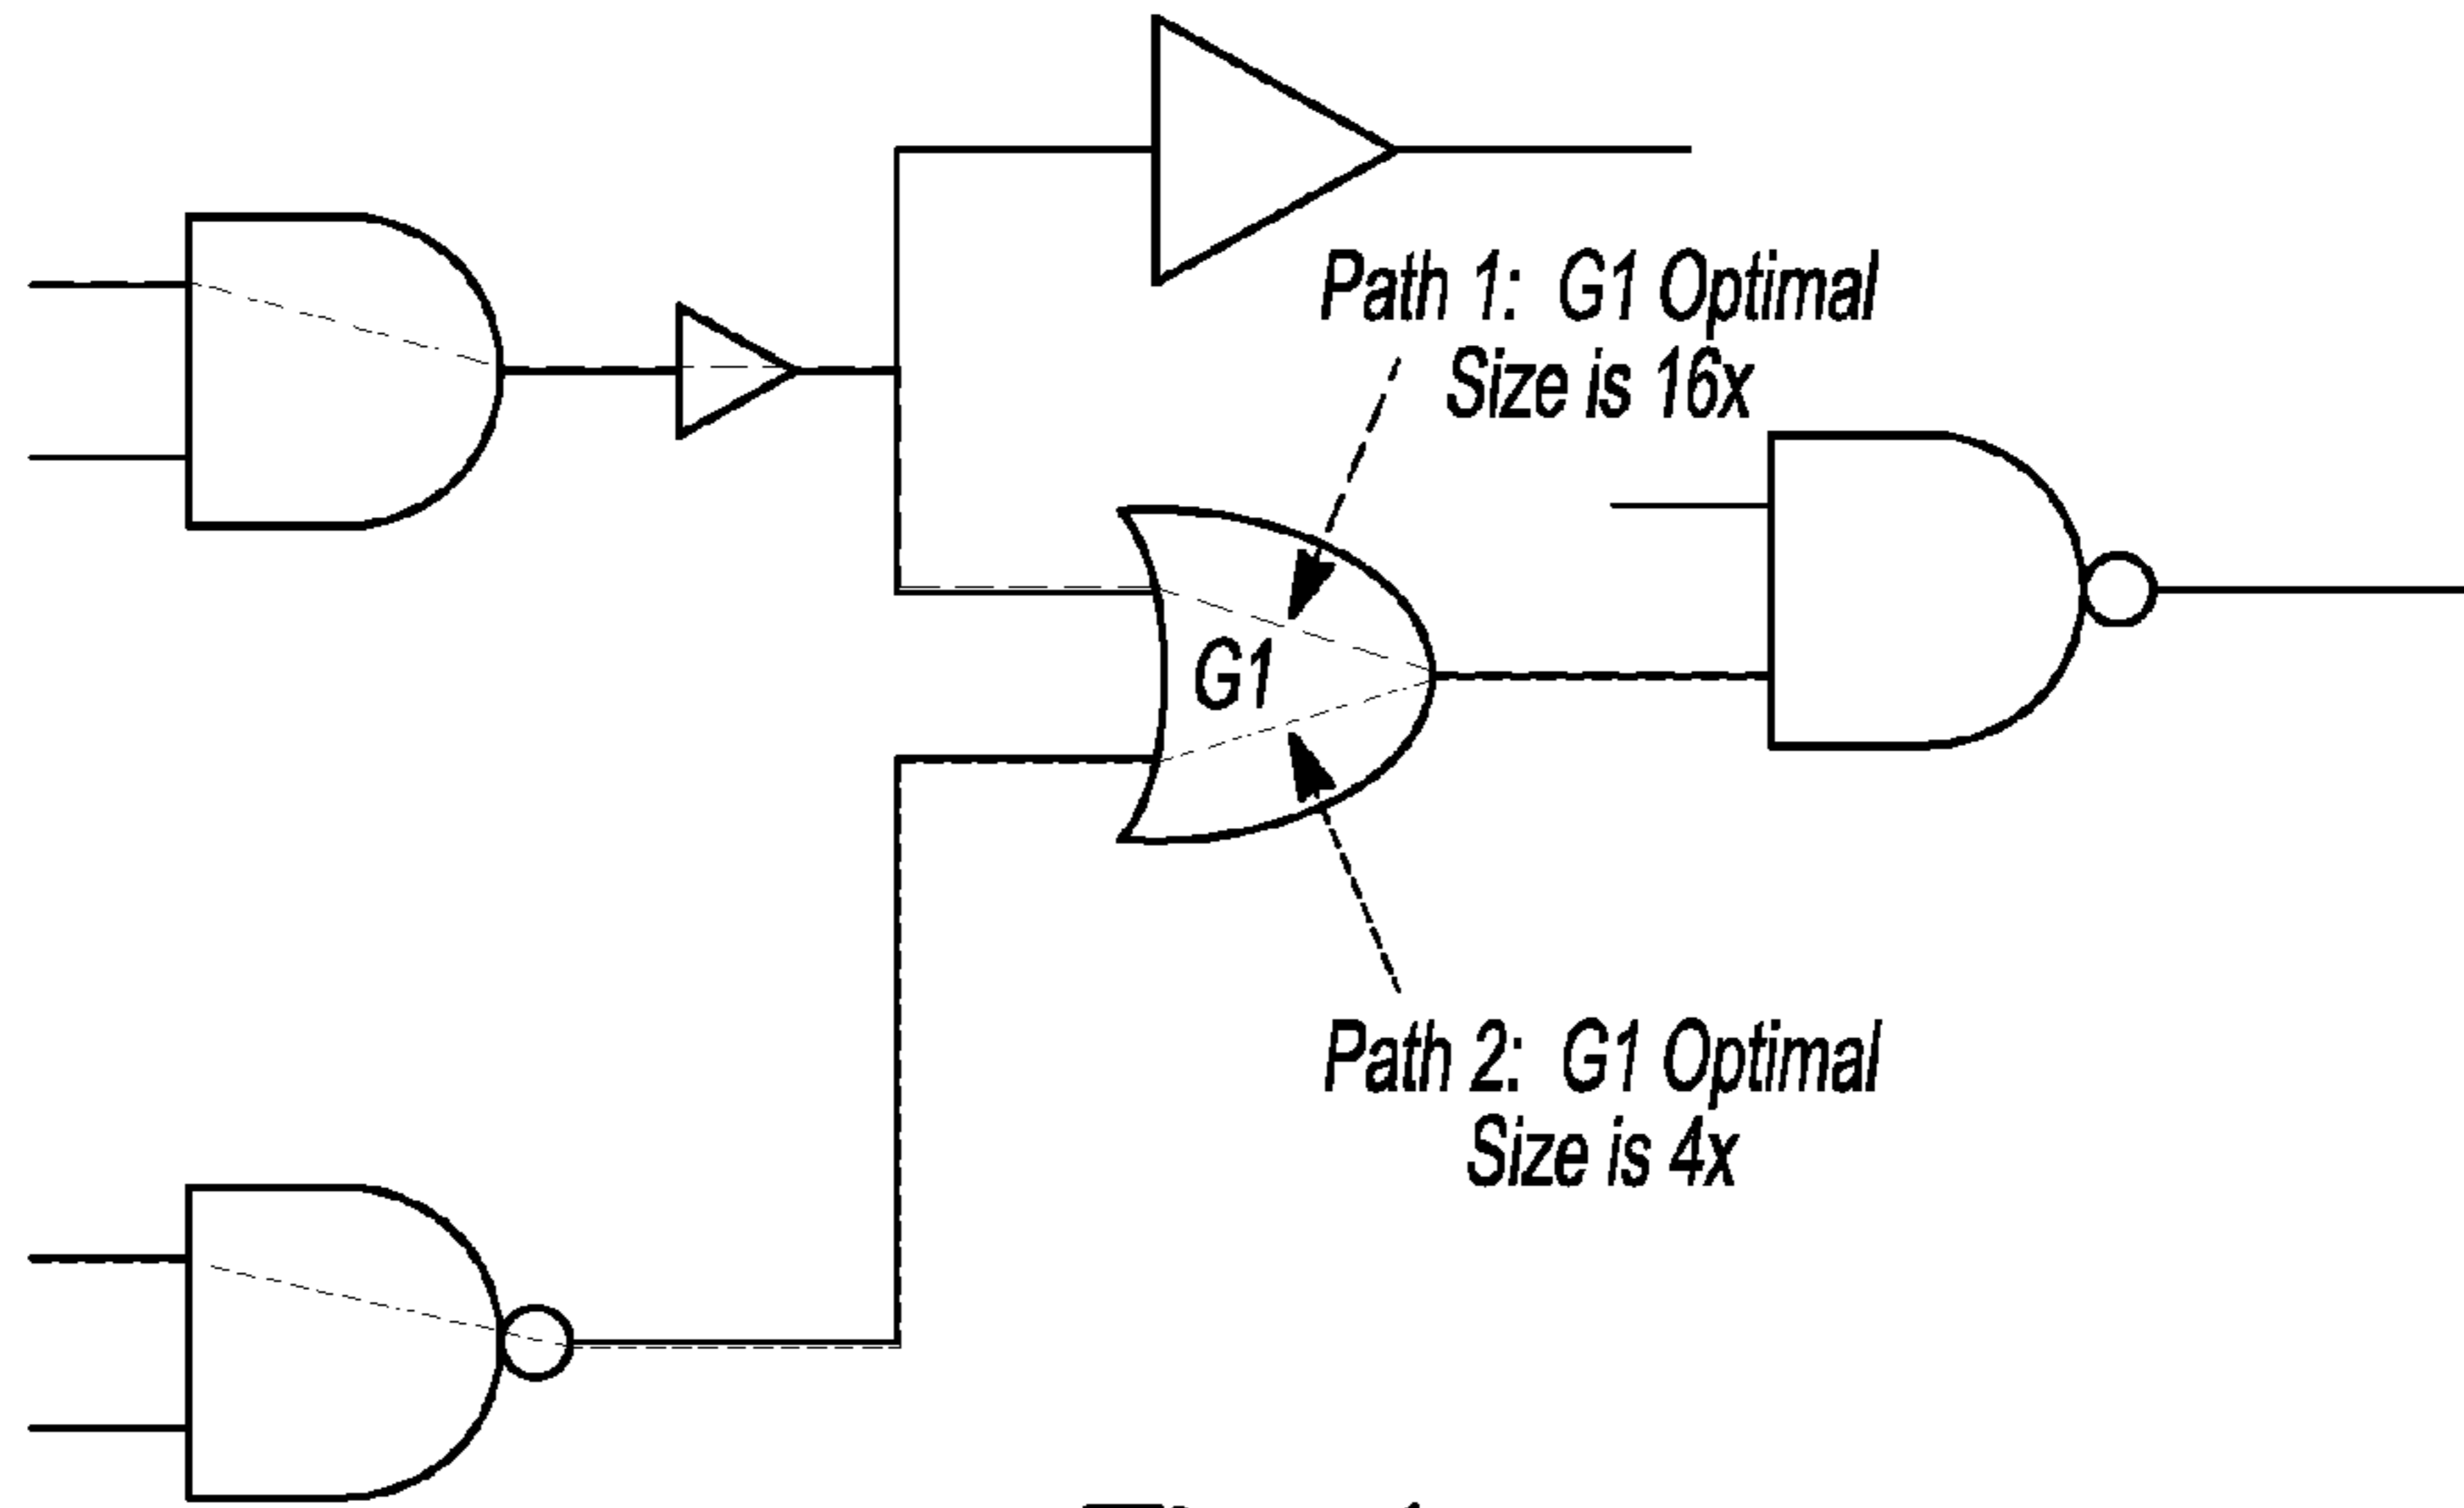 Path 1: G1 Optimal
Size is 16x
G1
Path 2: G1 Optimal
Size is 4x